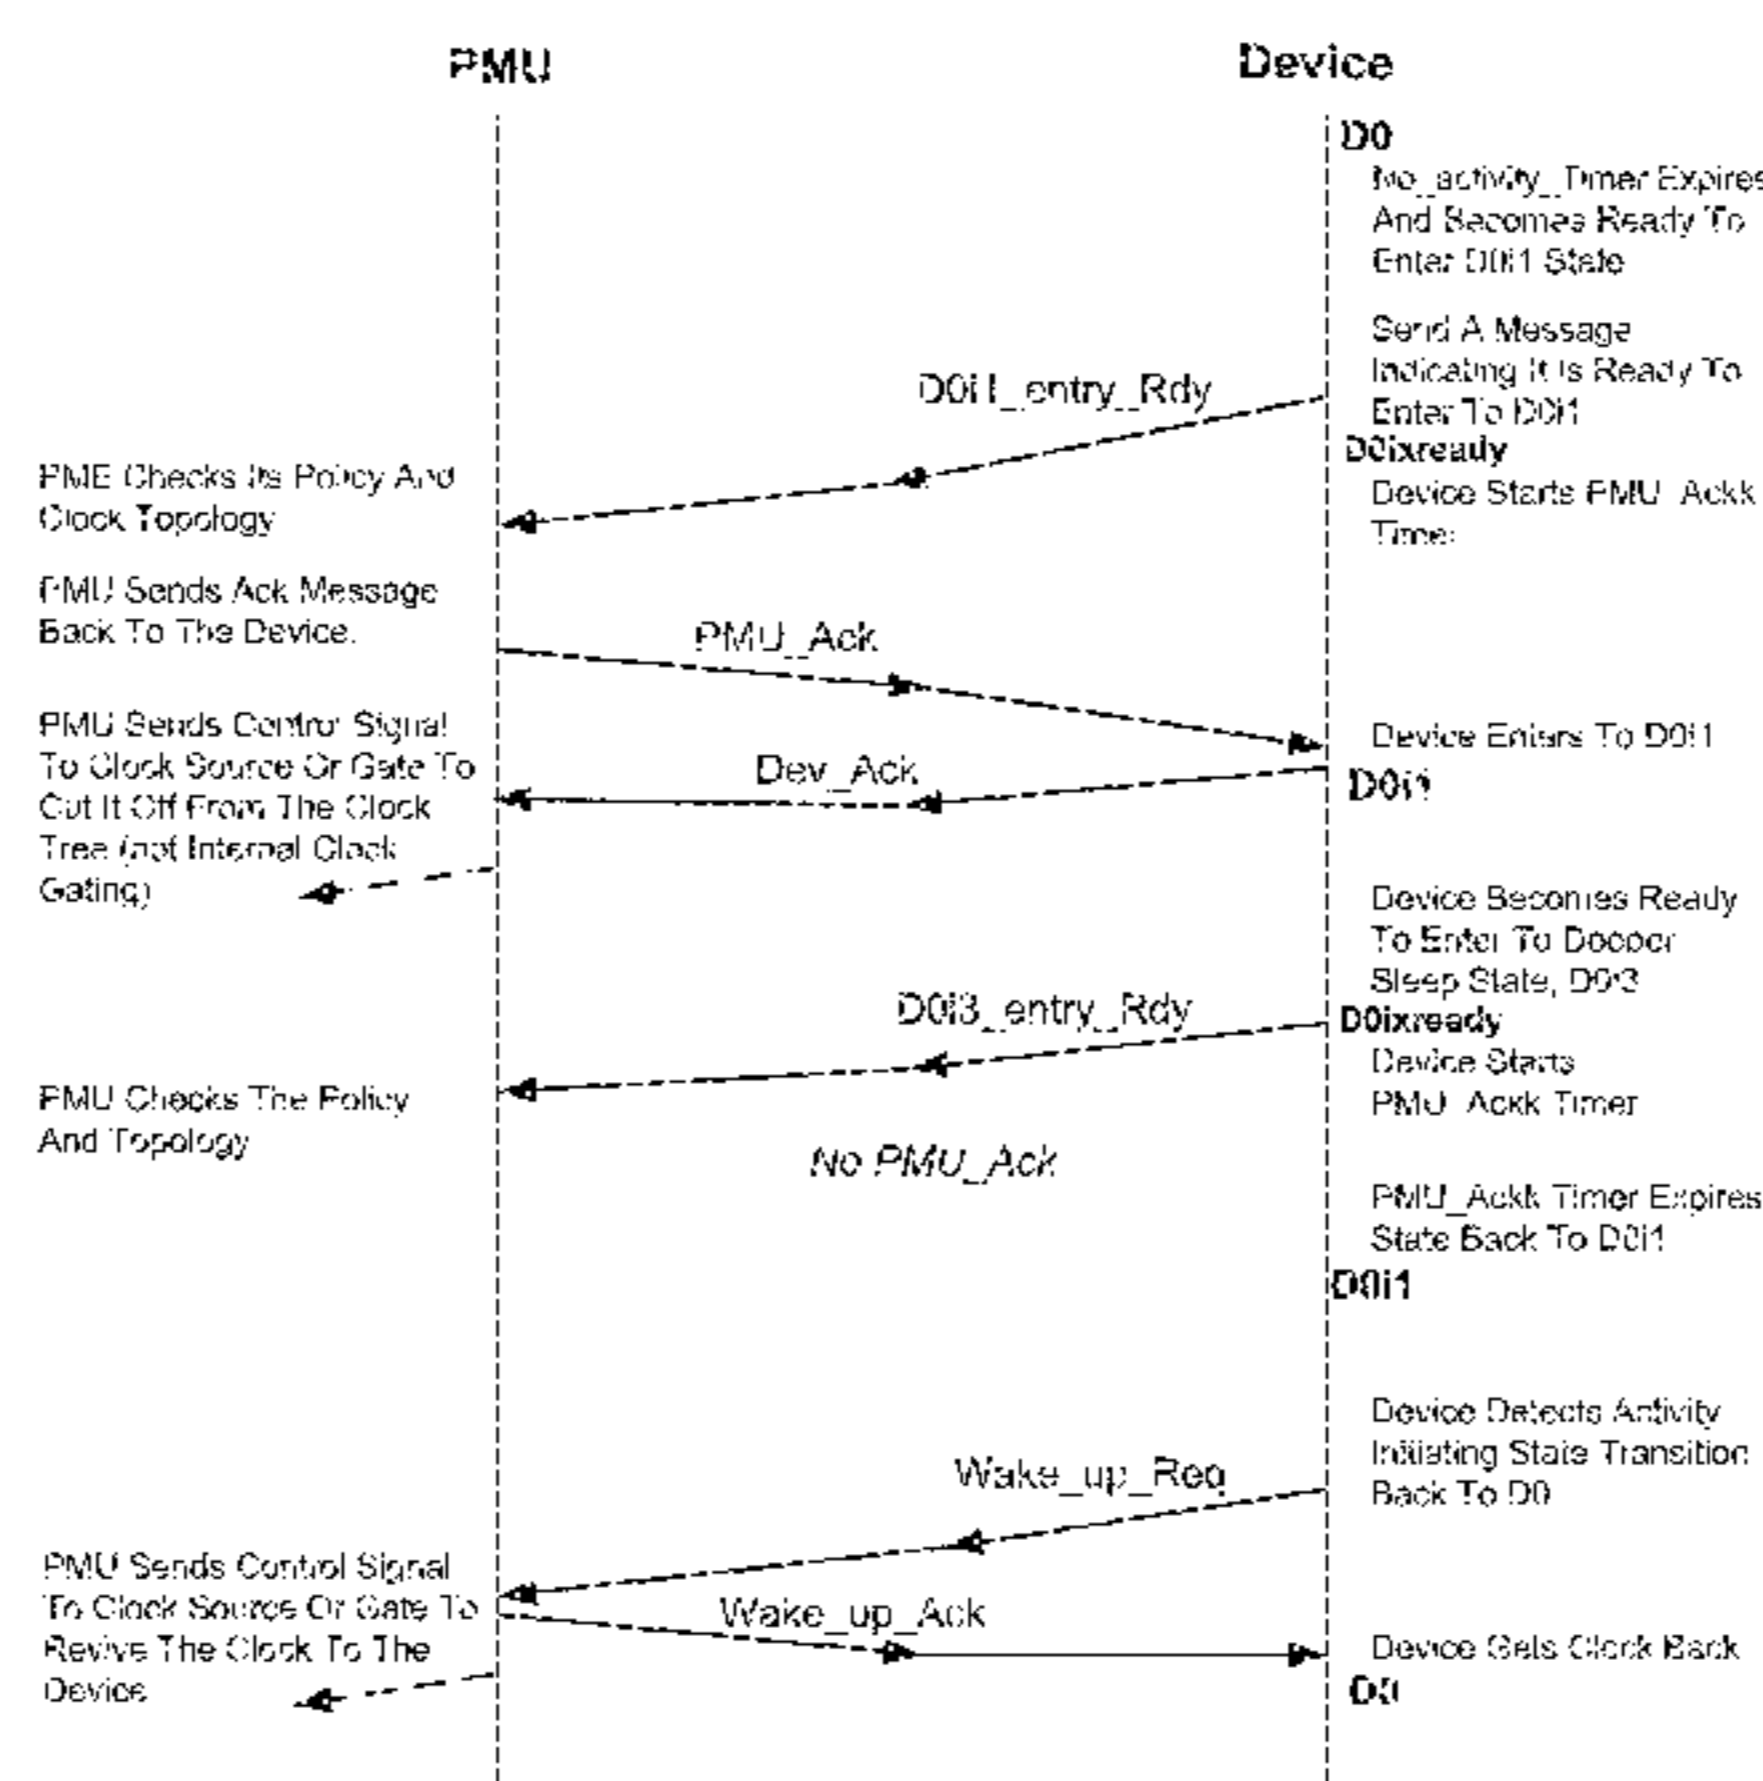 PMU
Device
D0
No_activity_Timer Expires
And Becomes Ready To
Enter D0i1 State
Send A Message
Indicating It Is Ready To
Enter To D0i1
D0i1_entry_Rdy
D0ixready
PME Checks Its Policy And
Clock Topology
Device Starts PMU_Ackk
Timer
PMU Sends Ack Message
Back To The Device.
PMU_Ack
PMU Sends Control Signal
To Clock Source Or Gate To
Cut It Off From The Clock
Tree (not Internal Clock
Gating)
Device Enters To D0i1
Dev_Ack
D0i1
Device Becomes Ready
To Enter To Deeper
Sleep State, D0i3
D0i3_entry_Rdy
D0ixready
Device Starts
PMU_Ackk Timer
PMU Checks The Policy
And Topology
No PMU_Ack
PMU_Ackk Timer Expires
State Back To D0i1
D0i1
Device Detects Activity
Initiating State Transition
Back To D0
Wake_up_Req
PMU Sends Control Signal
To Clock Source Or Gate To
Revive The Clock To The
Device
Wake_up_Ack
Device Gets Clock Back
D0